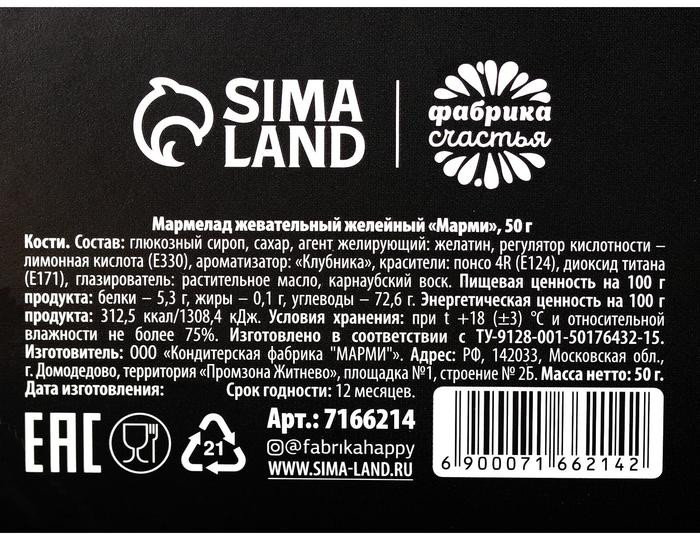 SIMA
LAND
фабрика
счастья
Мармелад жевательный желейный «Марми», 50 г
Кости. Состав: глюкозный сироп, сахар, агент желирующий: желатин, регулятор кислотности –
лимонная кислота (Е330), ароматизатор: «Клубника», красители: понсо 4R (Е124), диоксид титана
(Е171), глазирователь: растительное масло, карнаубский воск. Пищевая ценность на 100 г
продукта: белки – 5,3 г, жиры – 0,1 г, углеводы – 72,6 г. Энергетическая ценность на 100 г
продукта: 312,5 ккал/1308,4 кДж. Условия хранения: при t +18 (±3) °С и относительной
влажности не более 75%. Изготовлено в соответствии с ТУ-9128-001-50176432-15.
Изготовитель: ООО «Кондитерская фабрика "МАРМИ"». Адрес: РФ, 142033, Московская обл.,
г. Домодедово, территория «Промзона Житнево», площадка №1, строение № 2Б. Масса нетто: 50 г.
Дата изготовления: Срок годности: 12 месяцев.
EAC
21
Арт.: 7166214
@fabrikahappy
WWW.SIMA-LAND.RU
6 900071 662142